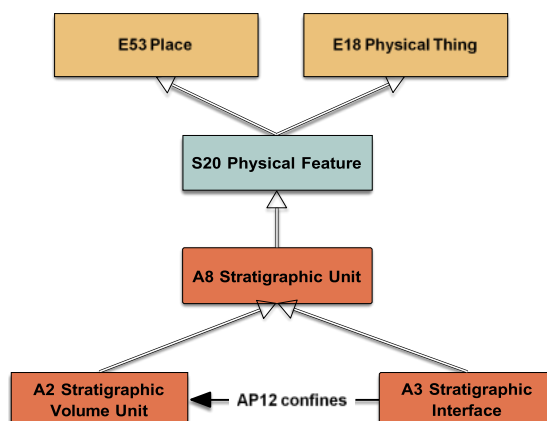 E53 Place
E18 Physical Thing
S20 Physical Feature
A8 Stratigraphic Unit
A2 Stratigraphic
Volume Unit
AP12 confines
A3 Stratigraphic
Interface